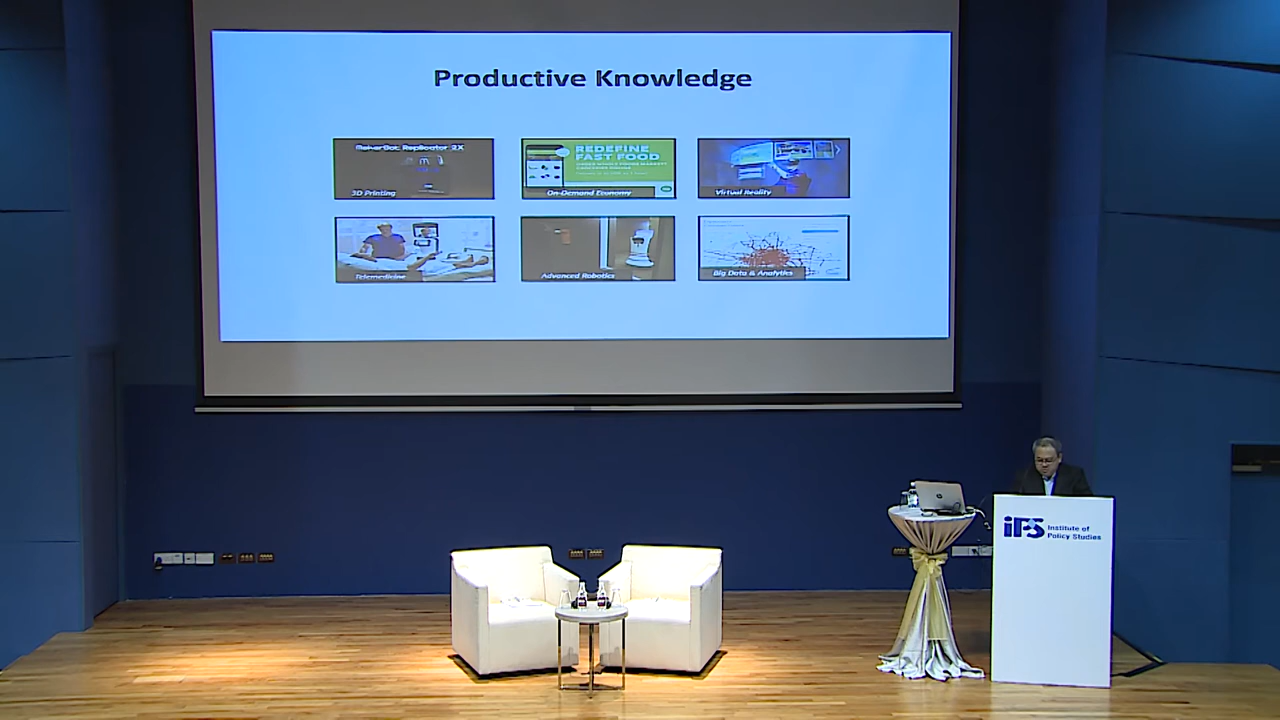 Productive Knowledge
MakerBot Replicator 2X
3D Printing
REDEFINE
FAST FOOD
On-Demand Economy
Virtual Reality
Telemedicine
Advanced Robotics
Big Data & Analytics
iPS
Institute of
Policy Studies
hp